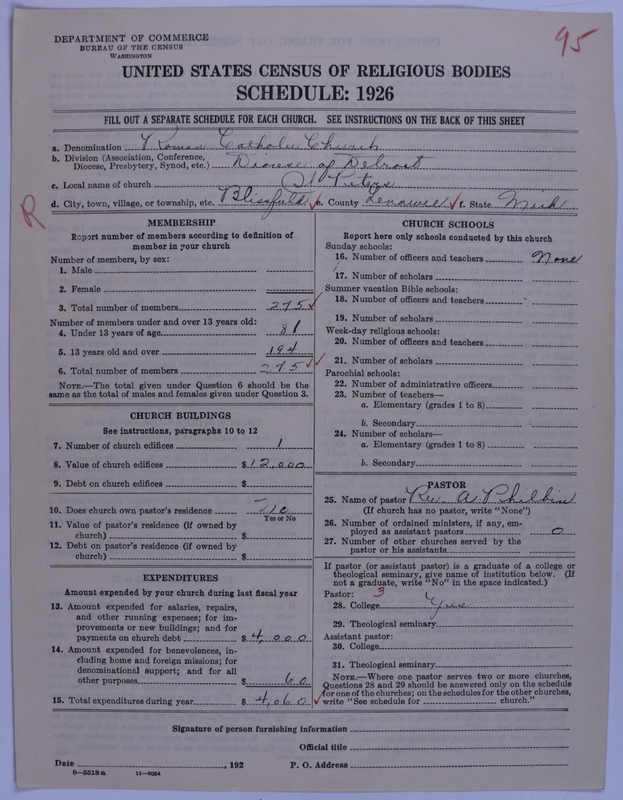 DEPARTMENT OF COMMERCE
BUREAU OF THE CENSUS
WASHINGTON
95
UNITED STATES CENSUS OF RELIGIOUS BODIES
SCHEDULE: 1926
FILL OUT A SEPARATE SCHEDULE FOR EACH CHURCH. SEE INSTRUCTIONS ON THE BACK OF THIS SHEET
a. Denomination Roman Catholic Church
b. Division (Association, Conference, Diocese, Presbytery, Synod, etc.) Diocese of Detroit
c. Local name of church St. Peters
d. City, town, village, or township, etc. Blissfield e. County Lenawee f. State Mich
R
MEMBERSHIP
Report number of members according to definition of
member in your church
Number of members, by sex:
1. Male
2. Female
3. Total number of members 275
Number of members under and over 13 years old:
4. Under 13 years of age 81
5. 13 years old and over 194
6. Total number of members 275
NOTE.—The total given under Question 6 should be the
same as the total of males and females given under Question 3.
CHURCH BUILDINGS
See instructions, paragraphs 10 to 12
7. Number of church edifices 1
8. Value of church edifices $12,000
9. Debt on church edifices $
10. Does church own pastor's residence no
Yes or No
11. Value of pastor's residence (if owned by
church) $
12. Debt on pastor's residence (if owned by
church) $
EXPENDITURES
Amount expended by your church during last fiscal year
13. Amount expended for salaries, repairs,
and other running expenses; for im-
provements or new buildings; and for
payments on church debt $4,000
14. Amount expended for benevolences, in-
cluding home and foreign missions; for
denominational support; and for all
other purposes $60
15. Total expenditures during year $4,060
CHURCH SCHOOLS
Report here only schools conducted by this church
Sunday schools:
16. Number of officers and teachers None
17. Number of scholars
Summer vacation Bible schools:
18. Number of officers and teachers
19. Number of scholars
Week-day religious schools:
20. Number of officers and teachers
21. Number of scholars
Parochial schools:
22. Number of administrative officers
23. Number of teachers—
a. Elementary (grades 1 to 8)
b. Secondary
24. Number of scholars—
a. Elementary (grades 1 to 8)
b. Secondary
PASTOR
25. Name of pastor Rev. A. Philbin
(If church has no pastor, write "None")
26. Number of ordained ministers, if any, em-
ployed as assistant pastors 0
27. Number of other churches served by the
pastor or his assistants
If pastor (or assistant pastor) is a graduate of a college or
theological seminary, give name of institution below. (If
not a graduate, write "No" in the space indicated.)
Pastor: 3
28. College Yes
29. Theological seminary
Assistant pastor:
30. College
31. Theological seminary
NOTE.—Where one pastor serves two or more churches,
Questions 28 and 29 should be answered only on the schedule
for one of the churches; on the schedules for the other churches,
write "See schedule for church."
Signature of person furnishing information
Official title
Date , 192 P. O. Address
8—5518a 11—9034